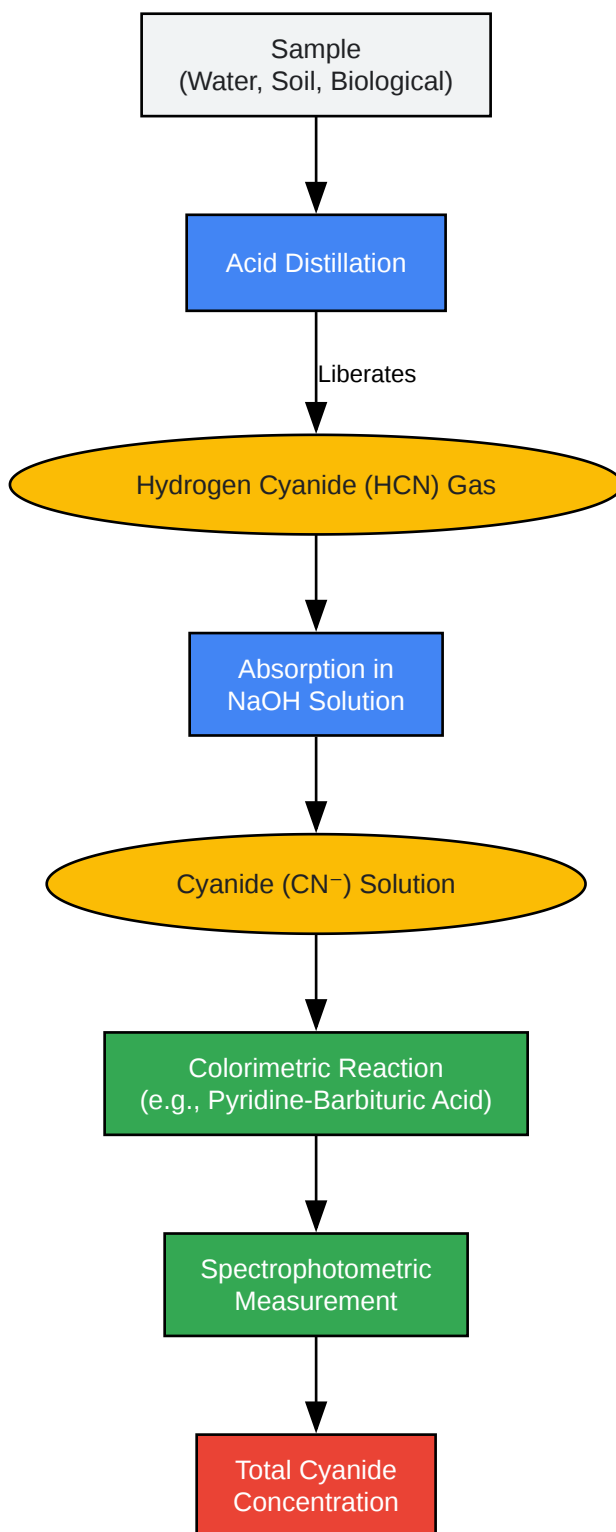 Sample
(Water, Soil, Biological)
Acid Distillation
Liberates
Hydrogen Cyanide (HCN) Gas
Absorption in
NaOH Solution
Cyanide (CN⁻) Solution
Colorimetric Reaction
(e.g., Pyridine-Barbituric Acid)
Spectrophotometric
Measurement
Total Cyanide
Concentration